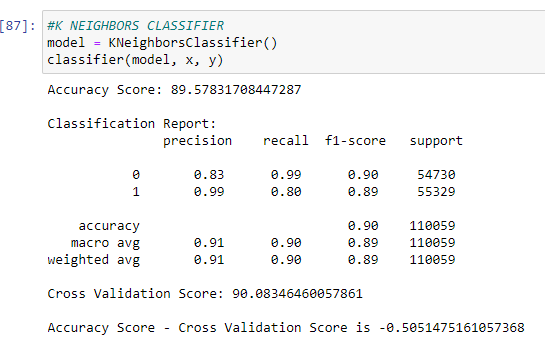 [87]: #K NEIGHBORS CLASSIFIER
model = KNeighborsClassifier()
classifier(model, x, y)
Accuracy Score: 89.57831708447287
Classification Report:
precision recall f1-score support
0 0.83 0.99 0.90 54730
1 0.99 0.80 0.89 55329
accuracy 0.90 110059
macro avg 0.91 0.90 0.89 110059
weighted avg 0.91 0.90 0.89 110059
Cross Validation Score: 90.08346460057861
Accuracy Score - Cross Validation Score is -0.5051475161057368